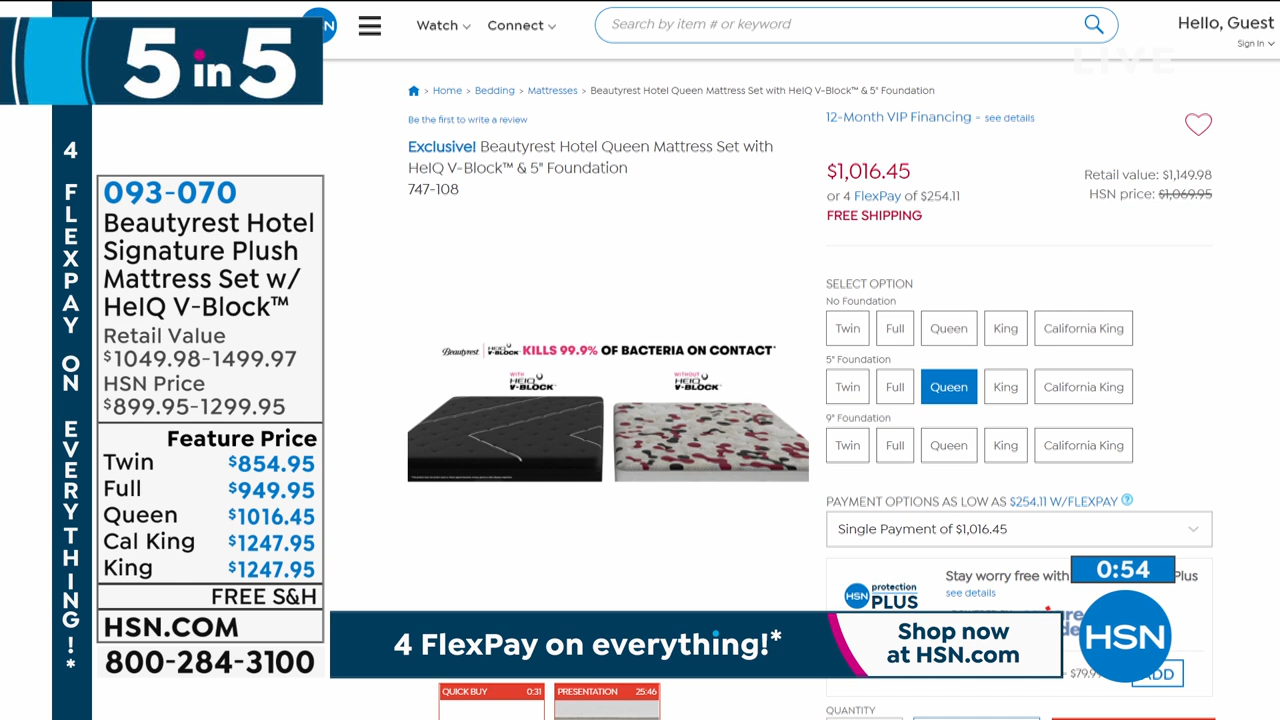 5 in 5
4 FLEXPAY ON EVERYTHING!*
093-070
Beautyrest Hotel
Signature Plush
Mattress Set w/
HeIQ V-Block™
Retail Value
$1049.98-1499.97
HSN Price
$899.95-1299.95
Feature Price
Twin $854.95
Full $949.95
Queen $1016.45
Cal King $1247.95
King $1247.95
FREE S&H
HSN.COM
800-284-3100
Watch
Connect
Search by item # or keyword
Hello, Guest
Sign In
LIVE
> Home > Bedding > Mattresses > Beautyrest Hotel Queen Mattress Set with HeIQ V-Block™ & 5" Foundation
Be the first to write a review
Exclusive! Beautyrest Hotel Queen Mattress Set with
HeIQ V-Block™ & 5" Foundation
747-108
12-Month VIP Financing - see details
$1,016.45
or 4 FlexPay of $254.11
FREE SHIPPING
Retail value: $1,149.98
HSN price: $1,069.95
Beautyrest HEIQ V-BLOCK KILLS 99.9% OF BACTERIA ON CONTACT*
WITH HEIQ V-BLOCK
WITHOUT HEIQ V-BLOCK
SELECT OPTION
No Foundation
Twin Full Queen King California King
5" Foundation
Twin Full Queen King California King
9" Foundation
Twin Full Queen King California King
PAYMENT OPTIONS AS LOW AS $254.11 W/FLEXPAY ?
Single Payment of $1,016.45
HSN protection PLUS
Stay worry free with
Plus
see details
0:54
4 FlexPay on everything!*
Shop now
at HSN.com
HSN
ADD
QUICK BUY 0:31
PRESENTATION 25:46
QUANTITY